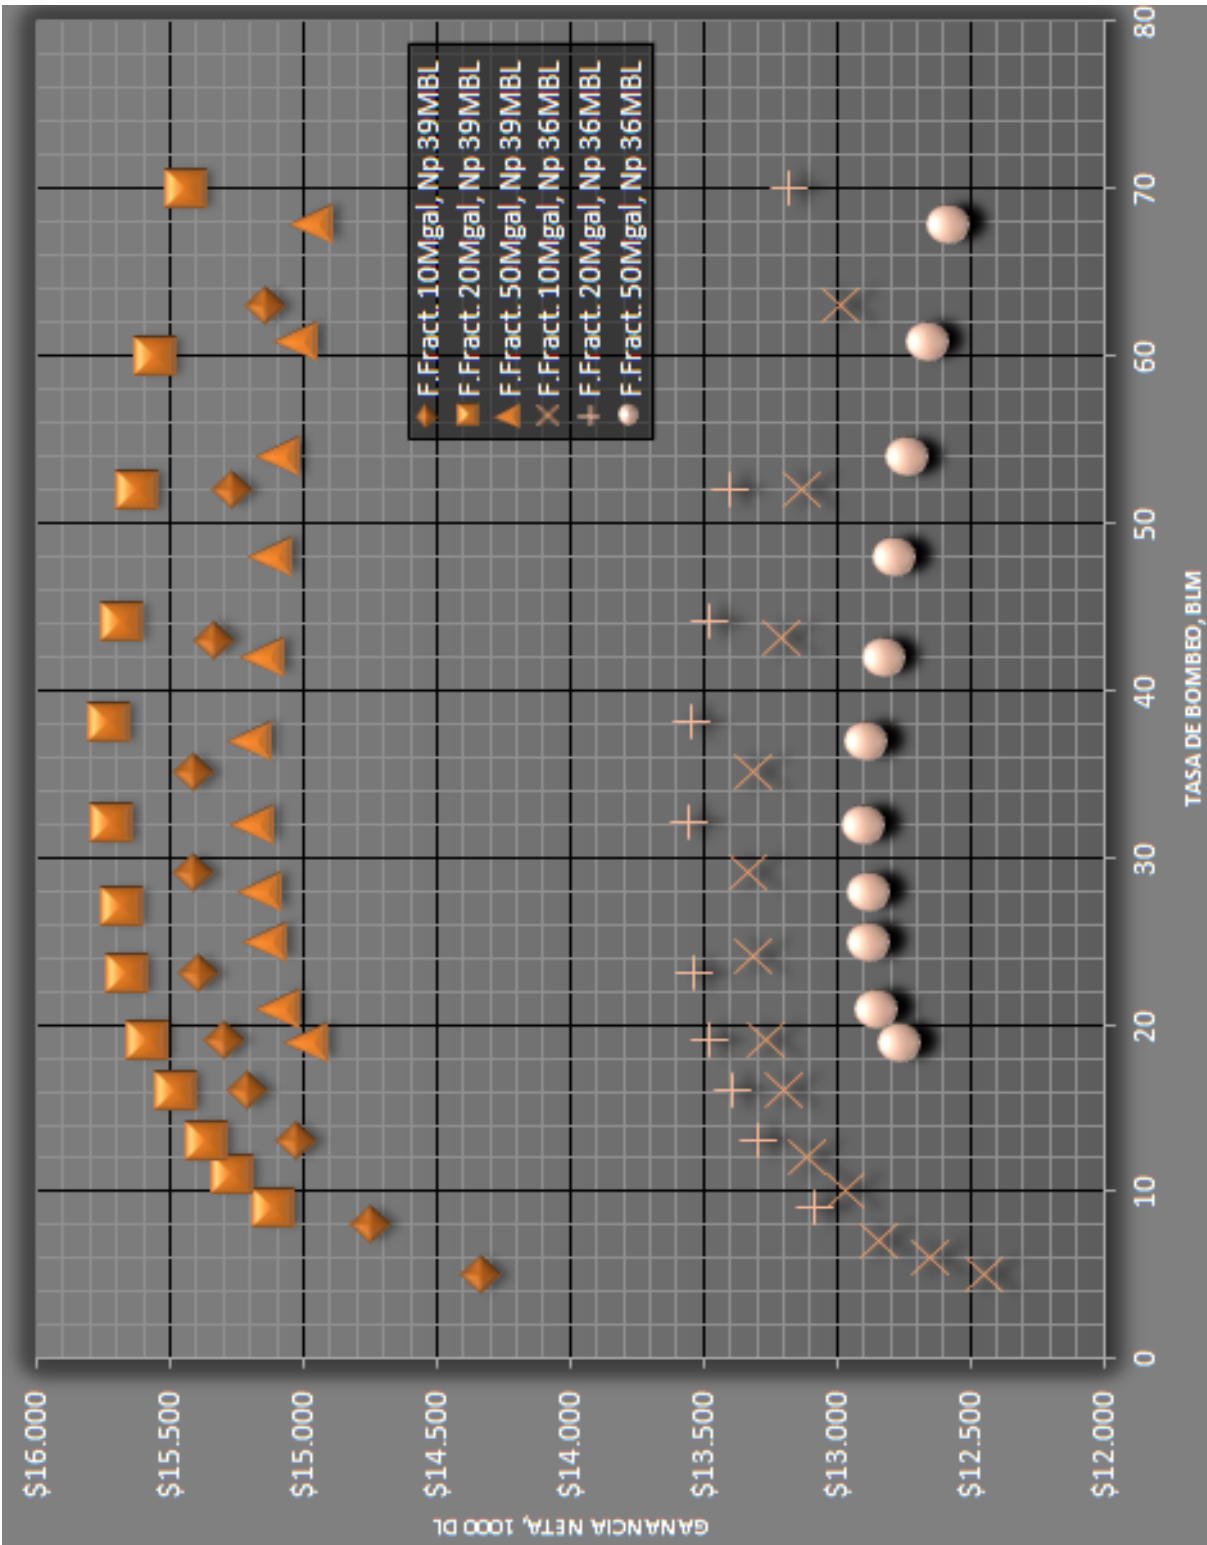 GANANCIA NETA, 1000 DL
$16.000
$15.500
$15.000
$14.500
$14.000
$13.500
$13.000
$12.500
$12.000
F.Fract. 10Mgal, Np 39MBL
F.Fract. 20Mgal, Np 39MBL
F.Fract. 50Mgal, Np 39MBL
F.Fract. 10Mgal, Np 36MBL
F.Fract. 20Mgal, Np 36MBL
F.Fract. 50Mgal, Np 36MBL
0 10 20 30 40 50 60 70 80
TASA DE BOMBEO, BLM